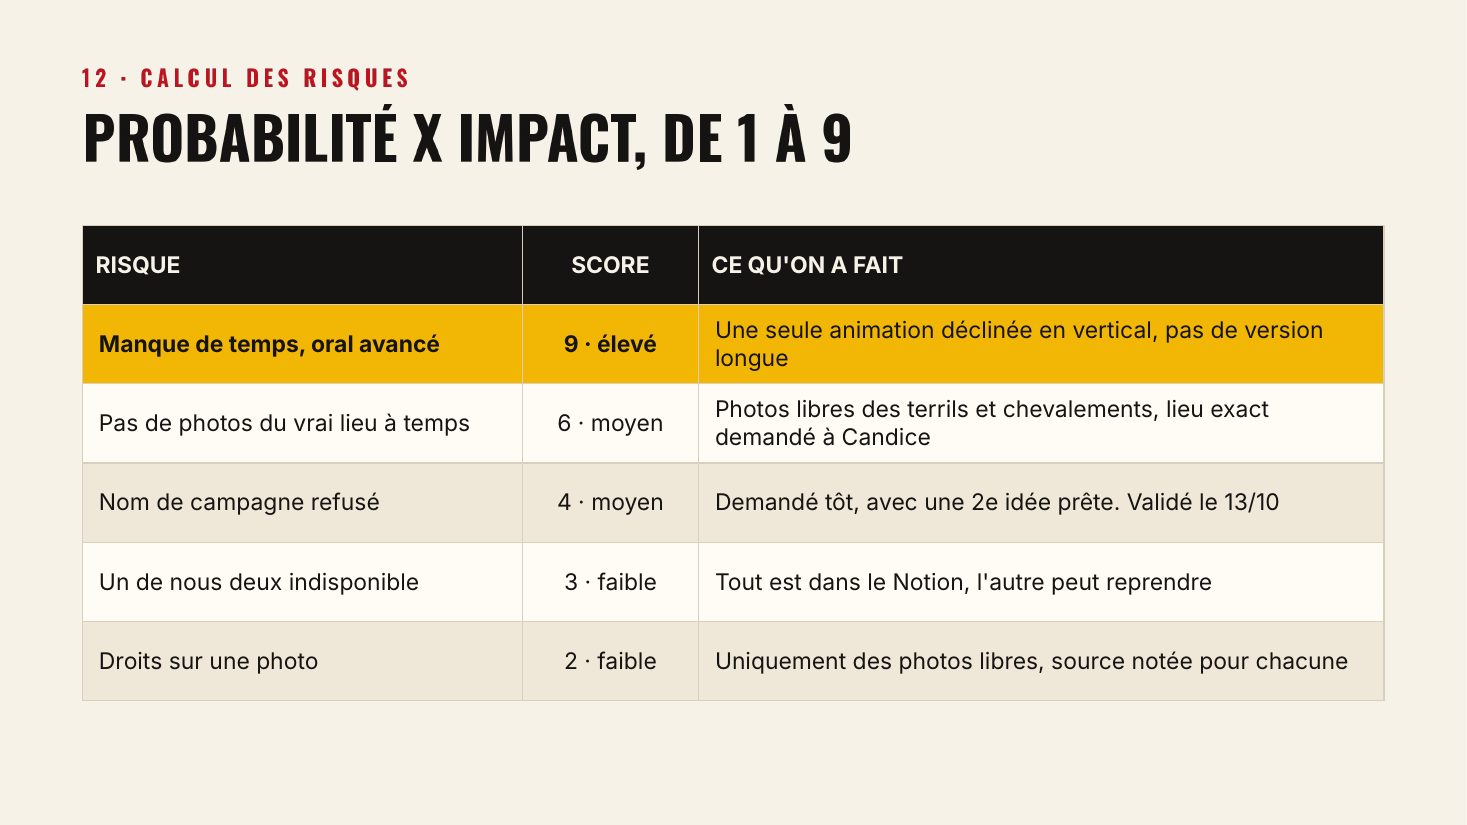 12 · CALCUL DES RISQUES
PROBABILITÉ X IMPACT, DE 1 À 9
RISQUE
SCORE
CE QU'ON A FAIT
Manque de temps, oral avancé
9 · élevé
Une seule animation déclinée en vertical, pas de version
longue
Pas de photos du vrai lieu à temps
6 · moyen
Photos libres des terrils et chevalements, lieu exact
demandé à Candice
Nom de campagne refusé
4 · moyen
Demandé tôt, avec une 2e idée prête. Validé le 13/10
Un de nous deux indisponible
3 · faible
Tout est dans le Notion, l'autre peut reprendre
Droits sur une photo
2 · faible
Uniquement des photos libres, source notée pour chacune